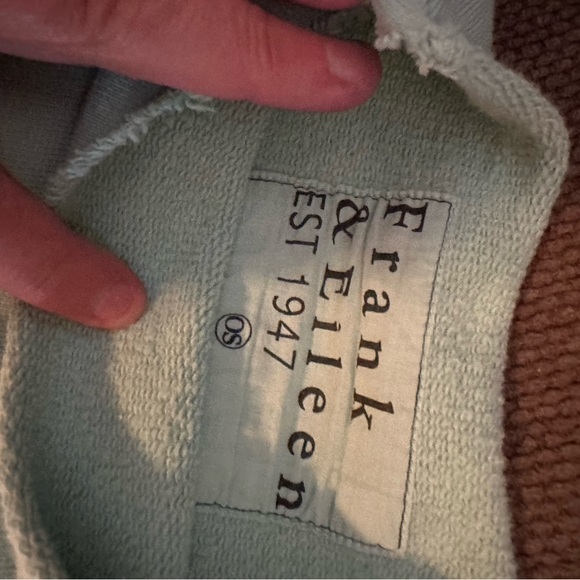 Frank
& Eileen
EST 1947
OS